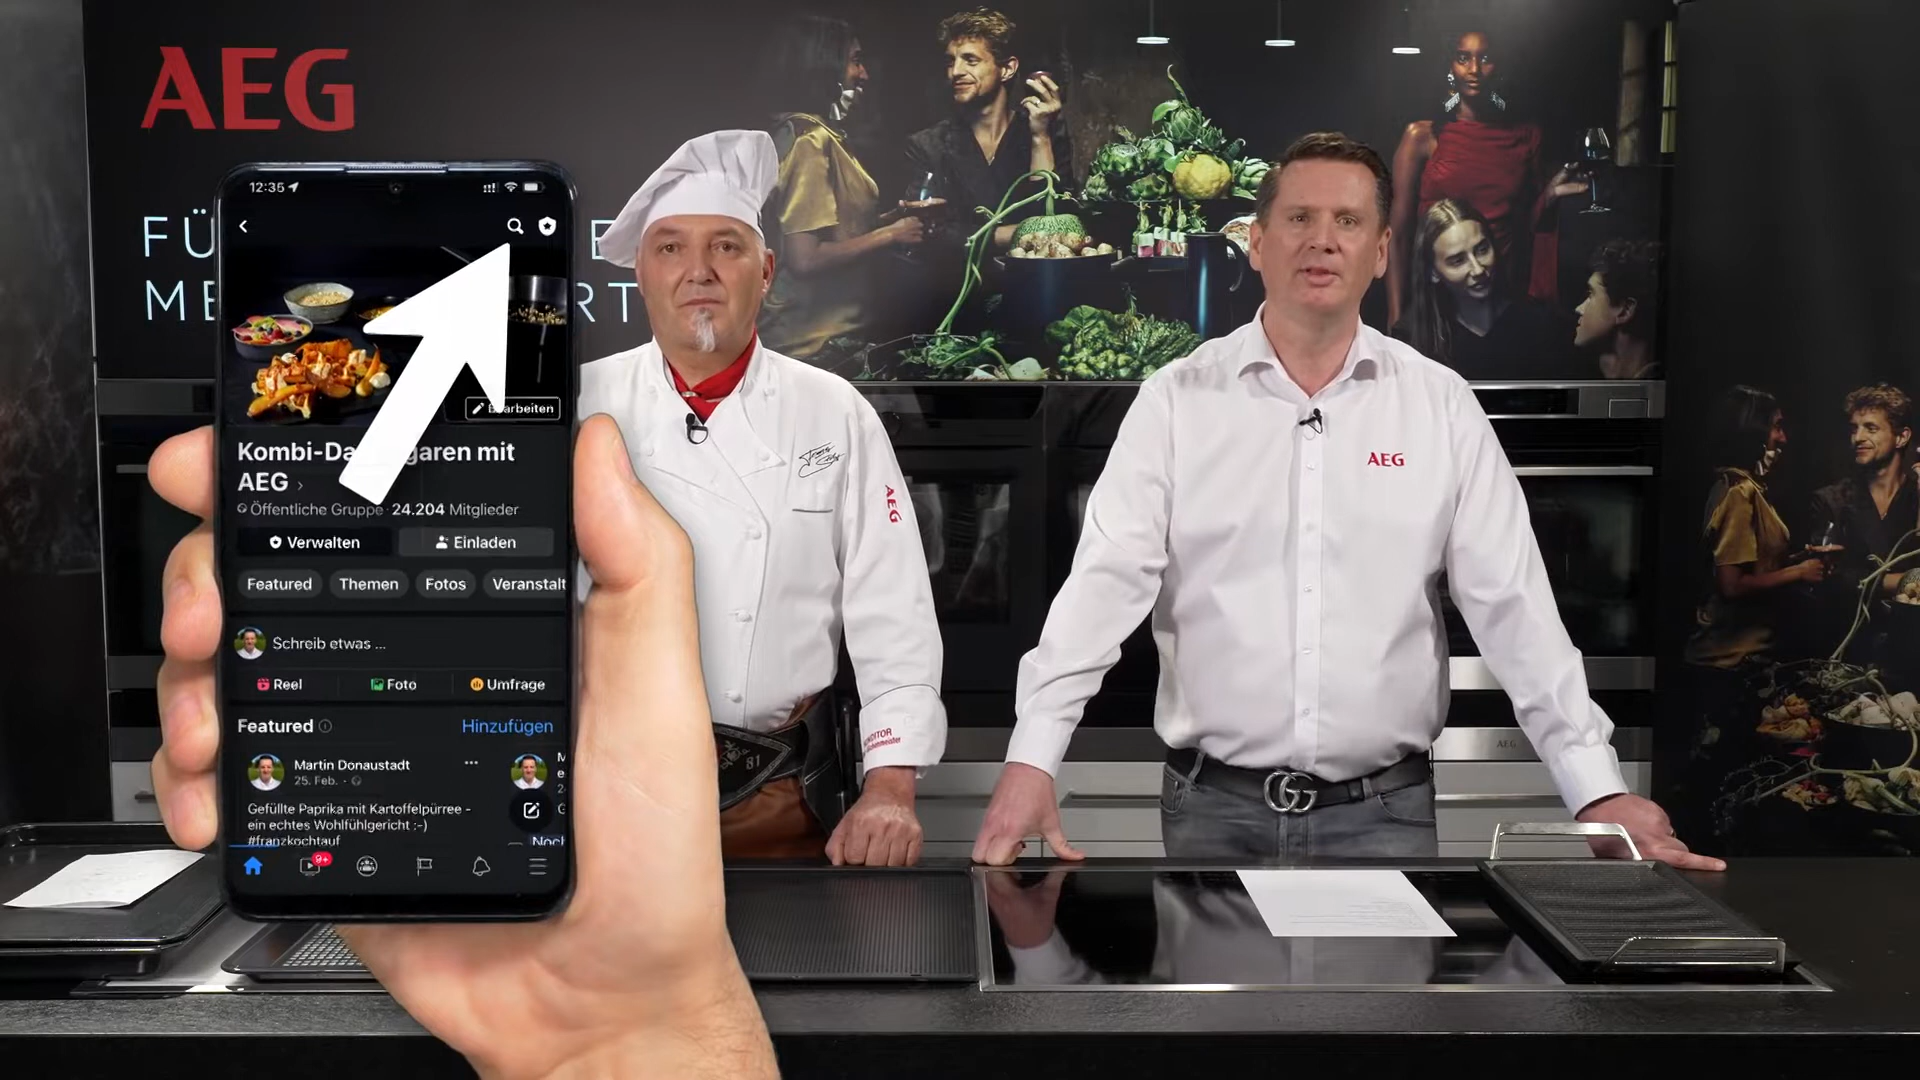 AEG
FÜ
E
ME
RT
12:35
Bearbeiten
Kombi-Da garen mit
AEG ›
Öffentliche Gruppe · 24.204 Mitglieder
Verwalten
Einladen
Featured
Themen
Fotos
Veranstalt
Schreib etwas ...
Reel
Foto
Umfrage
Featured
Hinzufügen
Martin Donaustadt
25. Feb. ·
Gefüllte Paprika mit Kartoffelpürree -
ein echtes Wohlfühlgericht :-)
#franzkochtauf
Noch
9+
AEG
81
AEG
AEG